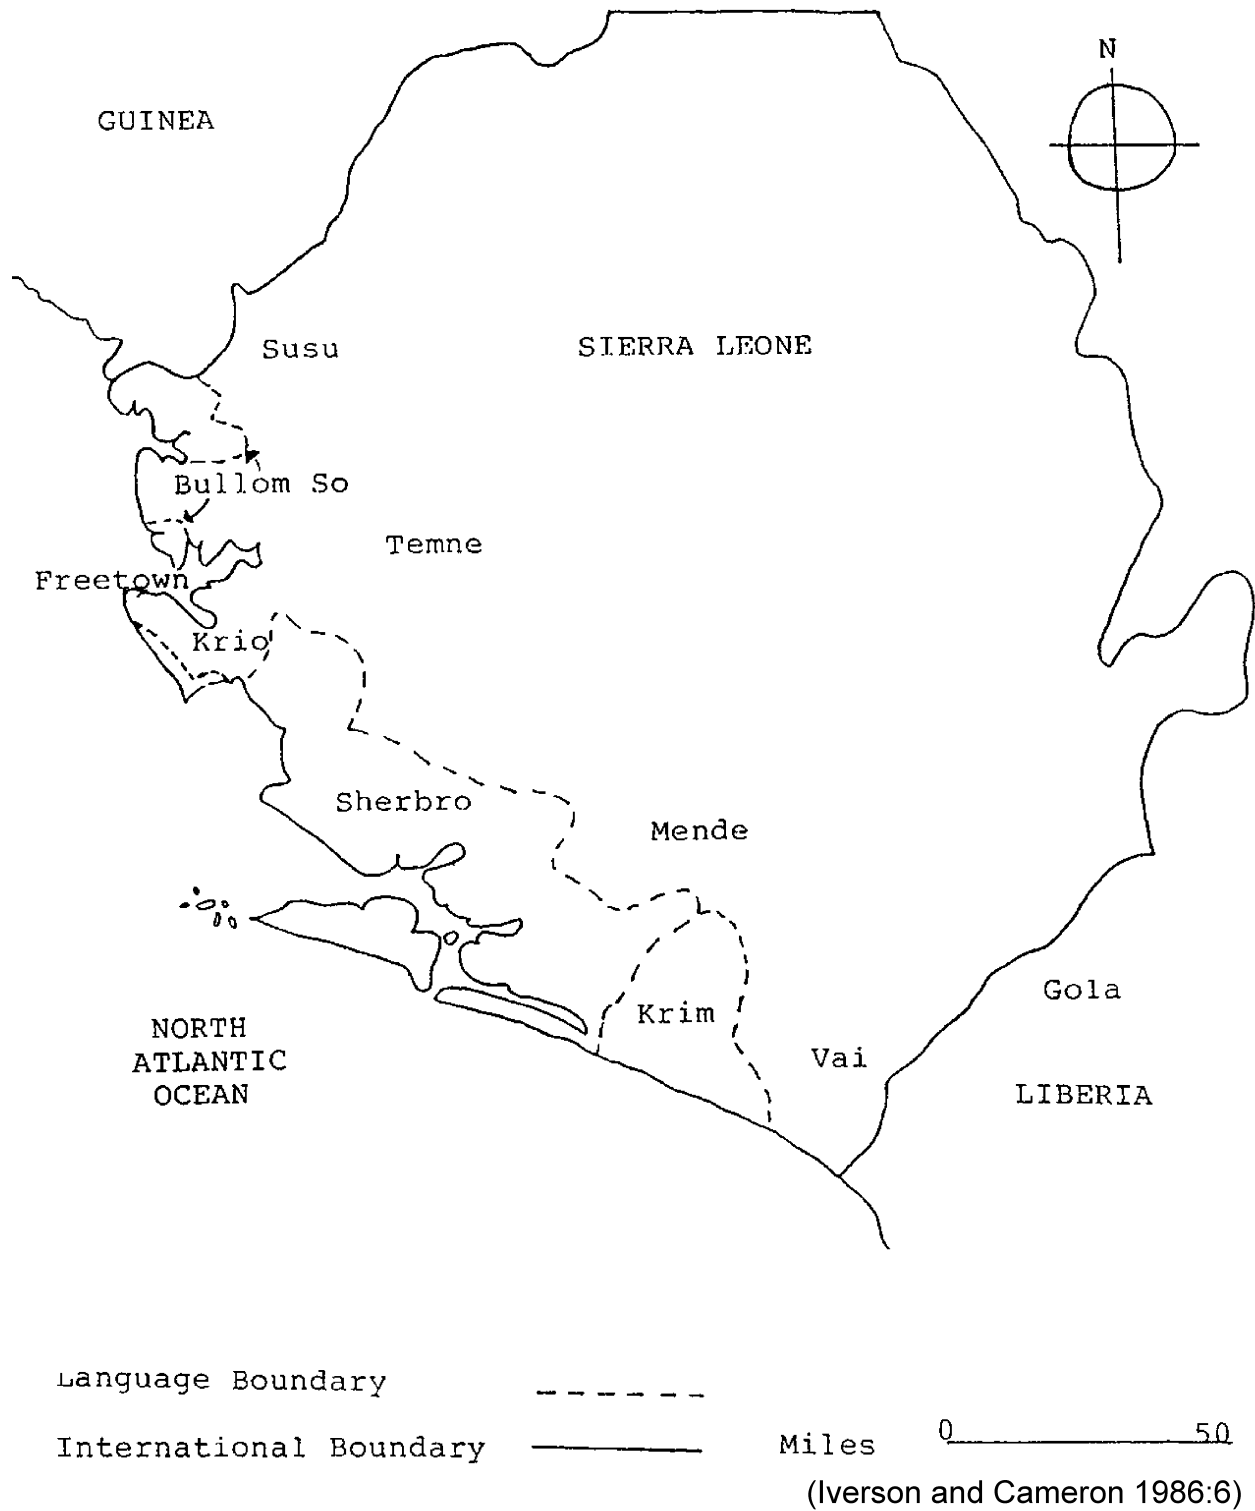 N
GUINEA
Susu
SIERRA LEONE
Bullom So
Temne
Freetown
Krio
Sherbro
Mende
Gola
Krim
NORTH
ATLANTIC
OCEAN
Vai
LIBERIA
Language Boundary
International Boundary
Miles
0 50
(Iverson and Cameron 1986:6)